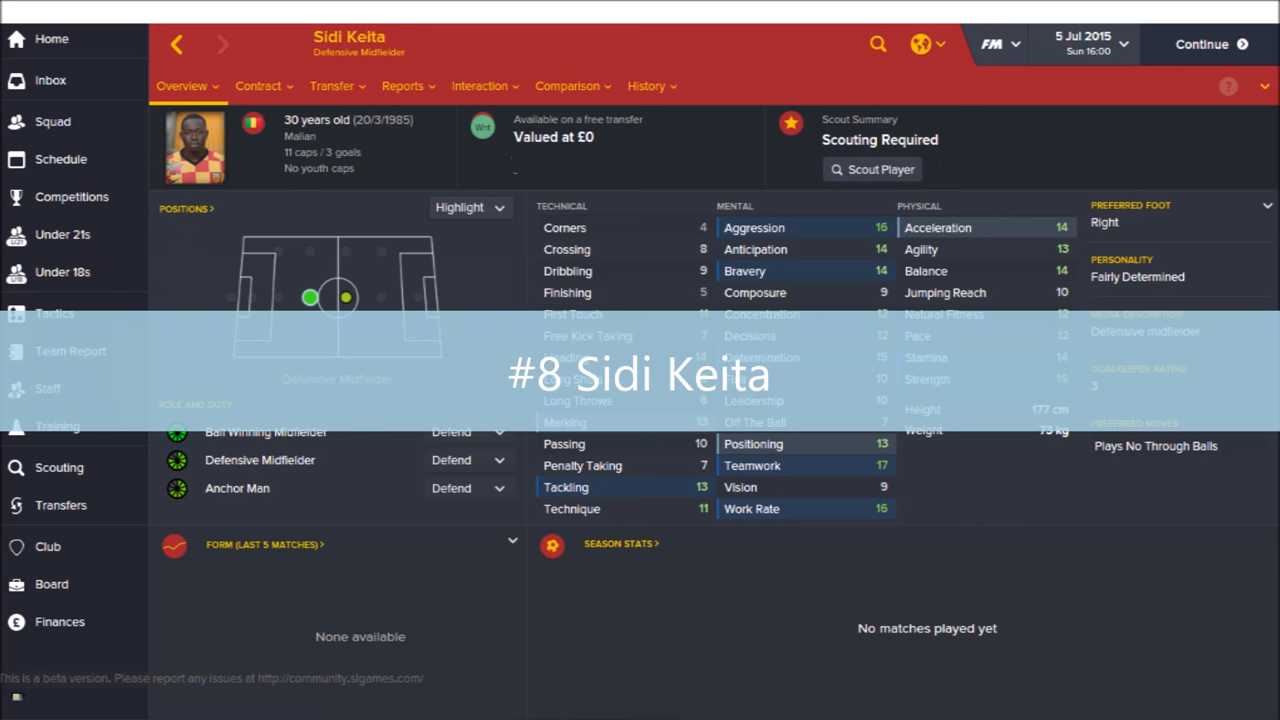 Home
Inbox
Squad
Schedule
Competitions
Under 21s
Under 18s
Tactics
Team Report
Staff
Training
Scouting
Transfers
Club
Board
Finances
Sidi Keita
Defensive Midfielder
FM
5 Jul 2015
Sun 16:00
Continue
Overview Contract Transfer Reports Interaction Comparison History
?
30 years old (20/3/1985)
Malian
11 caps / 3 goals
No youth caps
Wnt
Available on a free transfer
Valued at £0
-
Scout Summary
Scouting Required
Scout Player
POSITIONS >
Highlight
Defensive Midfielder
ROLE AND DUTY
Ball Winning Midfielder Defend
Defensive Midfielder Defend
Anchor Man Defend
TECHNICAL
Corners 4
Crossing 8
Dribbling 9
Finishing 5
First Touch 11
Free Kick Taking 7
Heading 14
Long Throws 6
Marking 13
Passing 10
Penalty Taking 7
Tackling 13
Technique 11
MENTAL
Aggression 16
Anticipation 14
Bravery 14
Composure 9
Concentration 12
Decisions 12
Determination 15
10
Leadership 10
Off The Ball 7
Positioning 13
Teamwork 17
Vision 9
Work Rate 16
PHYSICAL
Acceleration 14
Agility 13
Balance 14
Jumping Reach 10
Natural Fitness 12
Pace 12
Stamina 14
Strength 16
Height 177 cm
Weight 73 kg
PREFERRED FOOT
Right
PERSONALITY
Fairly Determined
MEDIA DESCRIPTION
Defensive midfielder
GOALKEEPER RATING
3
PREFERRED MOVES
Plays No Through Balls
#8 Sidi Keita
FORM (LAST 5 MATCHES) >
None available
SEASON STATS >
No matches played yet
This is a beta version. Please report any issues at http://community.sigames.com/